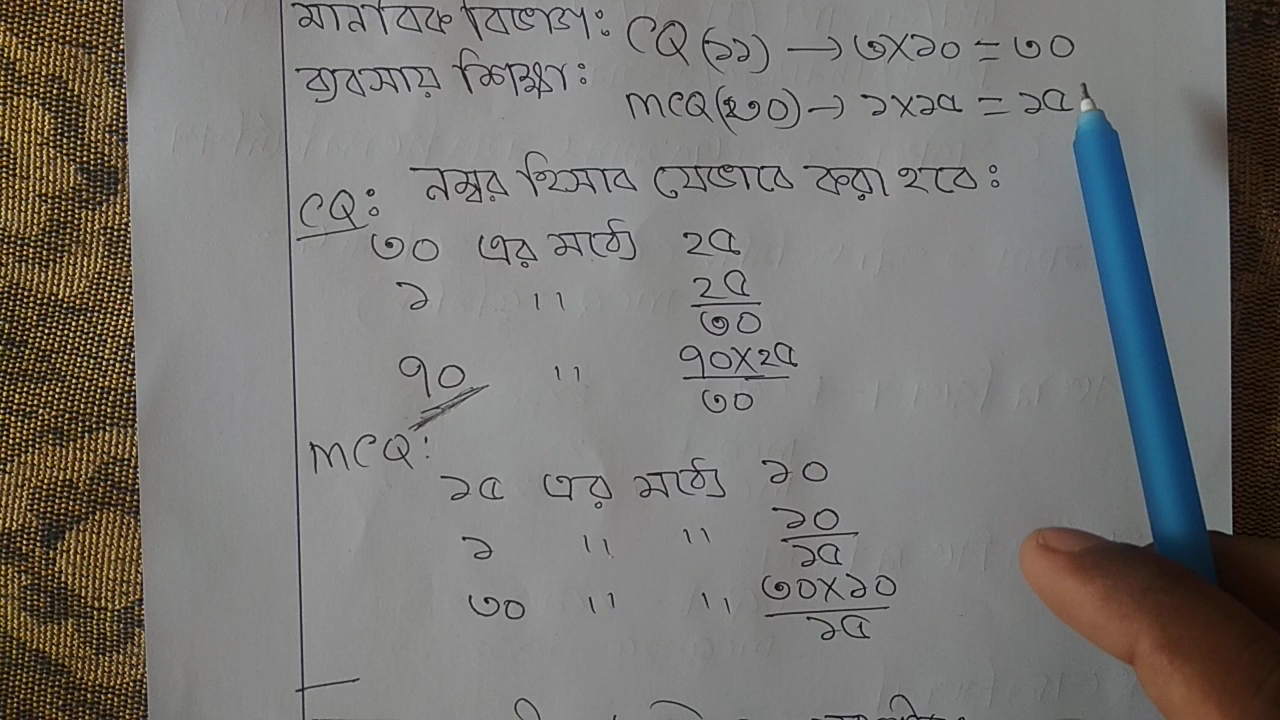 মানবিক বিভাগ: CQ (১১) → ৩×১০ = ৩০
ব্যবসায় শিক্ষা: MCQ (৩০) → ১×১৫ = ১৫
নম্বর হিসাব যেভাবে করা হবে:
CQ:
৩০ এর মধ্যে ২৫
১ " ২৫/৩০
৭০ " ৭০×২৫/৩০
MCQ:
১৫ এর মধ্যে ১০
১ " " ১০/১৫
৩০ " " ৩০×১০/১৫